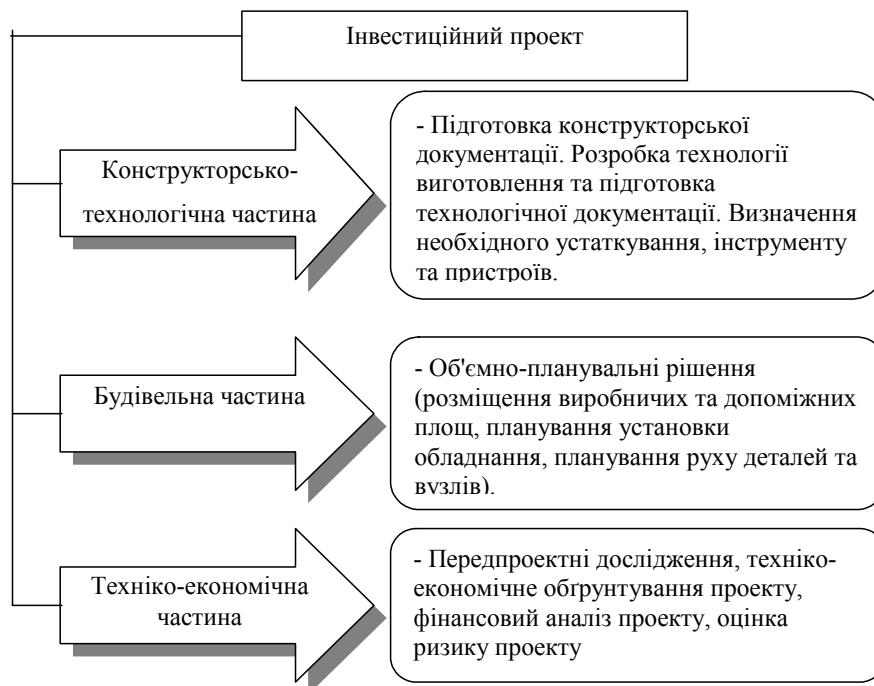 Інвестиційний проект
Конструкторсько-
технологічна частина
- Підготовка конструкторської
документації. Розробка технології
виготовлення та підготовка
технологічної документації. Визначення
необхідного устаткування, інструменту
та пристроїв.
Будівельна частина
- Об'ємно-планувальні рішення
(розміщення виробничих та допоміжних
площ, планування установки
обладнання, планування руху деталей та
вузлів).
Техніко-економічна
частина
- Передпроектні дослідження, техніко-
економічне обґрунтування проекту,
фінансовий аналіз проекту, оцінка
ризику проекту